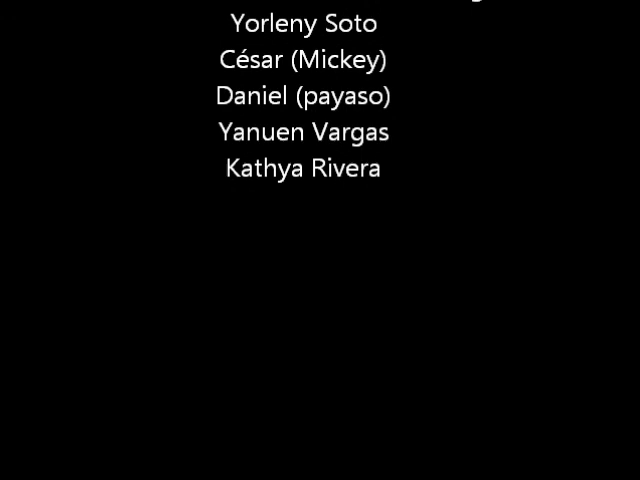 Yorleny Soto
César (Mickey)
Daniel (payaso)
Yanuen Vargas
Kathya Rivera